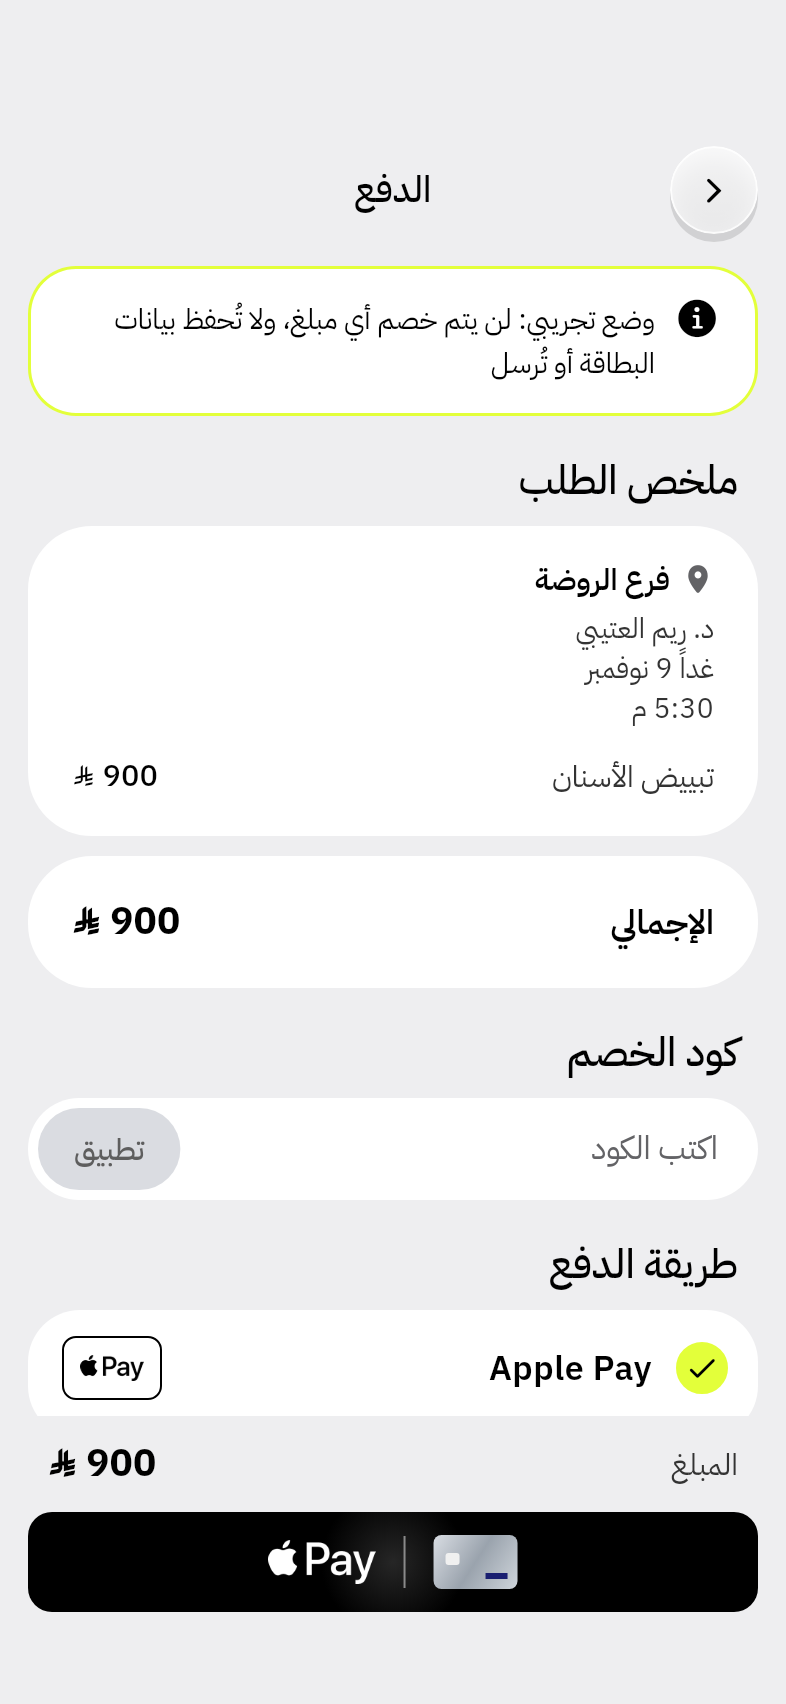 الدفع
وضع تجريبي: لن يتم خصم أي مبلغ، ولا تُحفظ بيانات
البطاقة أو تُرسل
ملخص الطلب
فرع الروضة
د. ريم العتيبي
غداً 9 نوفمبر
5:30 م
تبييض الأسنان
900 ⃁
الإجمالي
900 ⃁
كود الخصم
اكتب الكود
تطبيق
طريقة الدفع
Apple Pay
Pay
المبلغ
900 ⃁
Pay